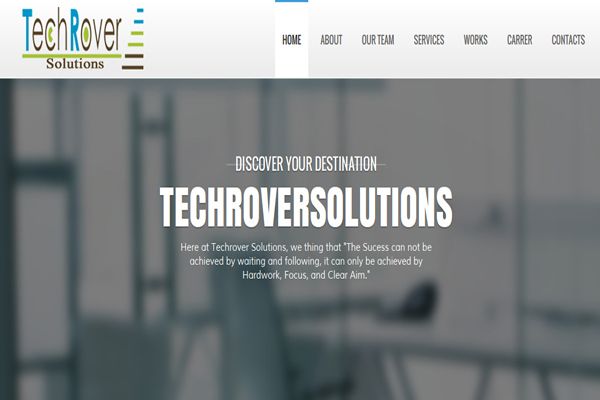 TechRover
Solutions
HOME ABOUT OUR TEAM SERVICES WORKS CARRER CONTACTS
DISCOVER YOUR DESTINATION
TECHROVERSOLUTIONS
Here at Techrover Solutions, we thing that "The Sucess can not be
achieved by waiting and following, it can only be achieved by
Hardwork, Focus, and Clear Aim."